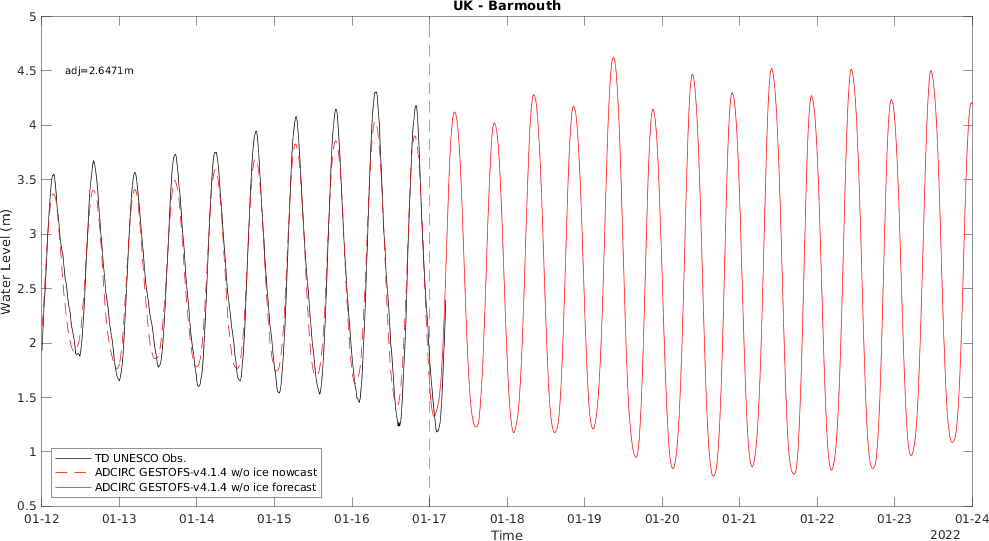 UK - Barmouth
5
4.5
4
3.5
3
2.5
2
1.5
1
0.5
Water Level (m)
adj=2.6471m
TD UNESCO Obs.
ADCIRC GESTOFS-v4.1.4 w/o ice nowcast
ADCIRC GESTOFS-v4.1.4 w/o ice forecast
01-12 01-13 01-14 01-15 01-16 01-17 01-18 01-19 01-20 01-21 01-22 01-23 01-24
Time
2022